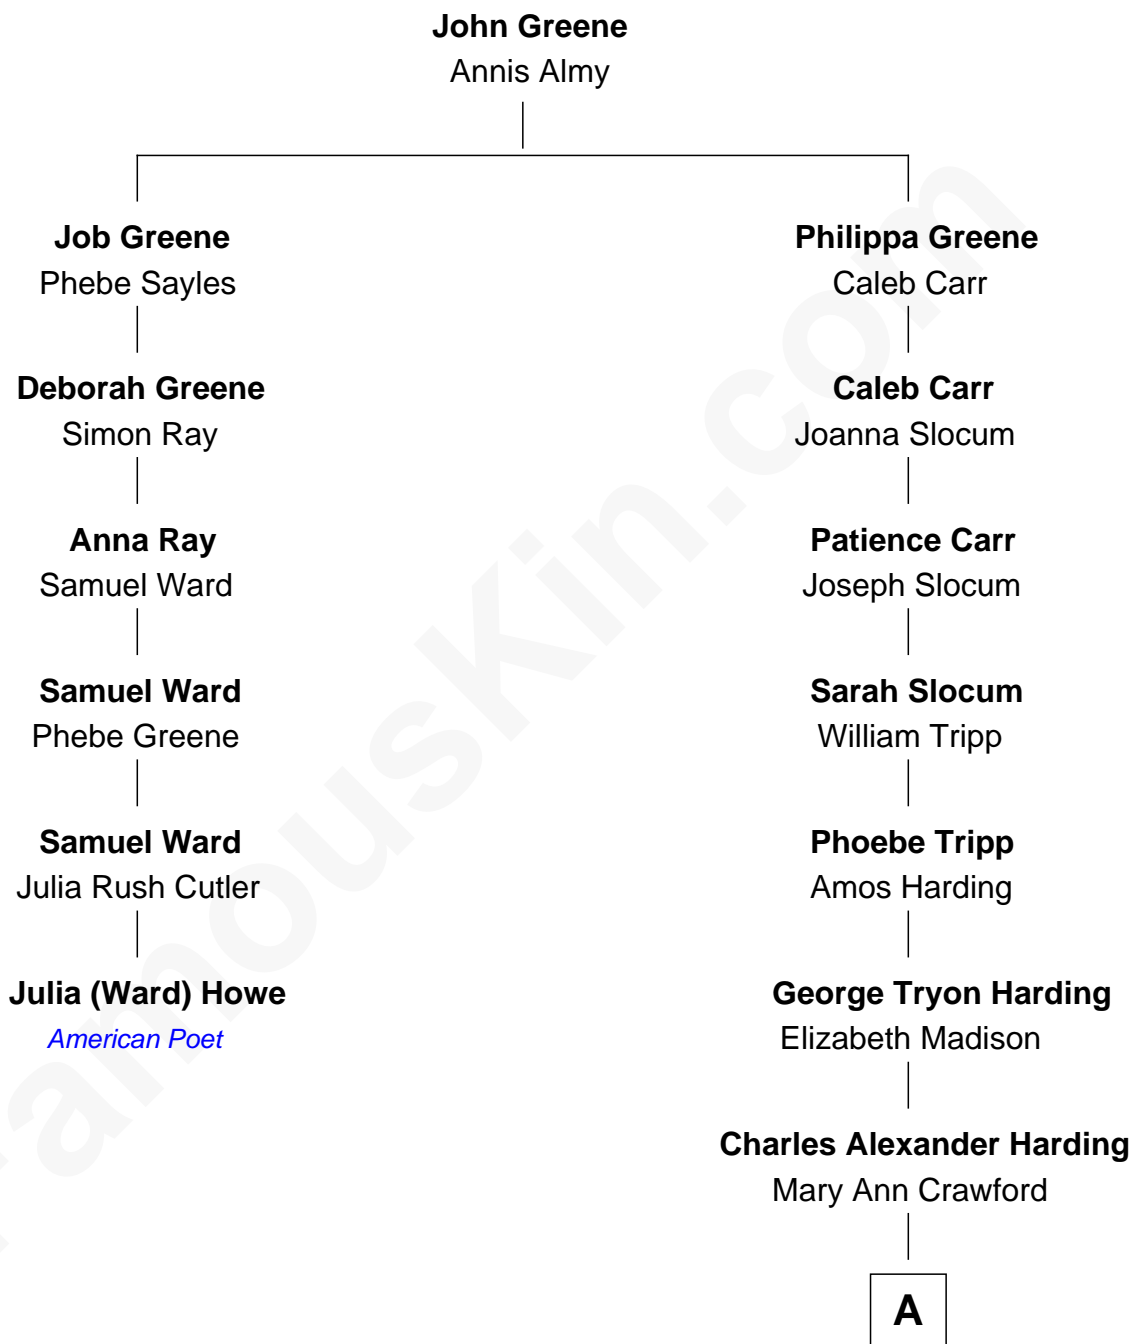 John Greene
Annis Almy
Job Greene
Phebe Sayles
Philippa Greene
Caleb Carr
Deborah Greene
Simon Ray
Caleb Carr
Joanna Slocum
Anna Ray
Samuel Ward
Patience Carr
Joseph Slocum
Samuel Ward
Phebe Greene
Sarah Slocum
William Tripp
Samuel Ward
Julia Rush Cutler
Phoebe Tripp
Amos Harding
Julia (Ward) Howe
American Poet
George Tryon Harding
Elizabeth Madison
Charles Alexander Harding
Mary Ann Crawford
A
FamousKin.com